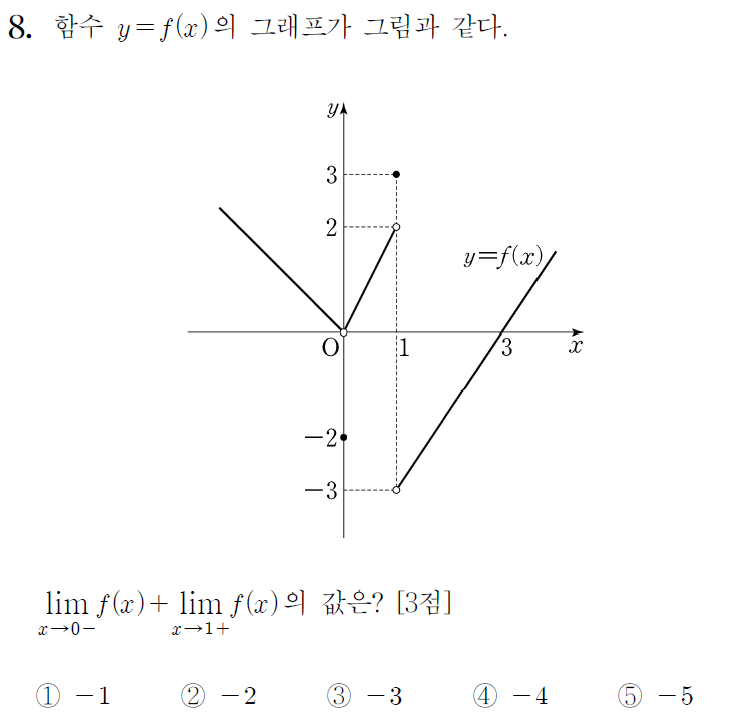 8. 함수 y=f(x)의 그래프가 그림과 같다.
y
3
2
y=f(x)
O
1
3
x
−2
−3
lim f(x)+ lim f(x)의 값은? [3점]
x→0− x→1+
① −1 ② −2 ③ −3 ④ −4 ⑤ −5